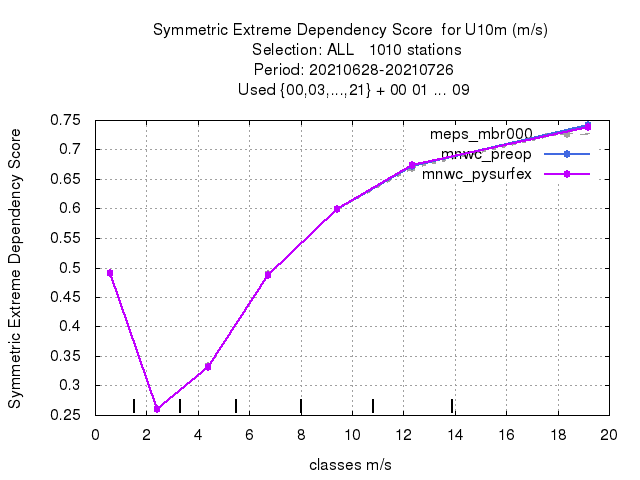 Symmetric Extreme Dependency Score  for U10m (m/s)
Selection: ALL   1010 stations
Period: 20210628-20210726
Used {00,03,...,21} + 00 01 ... 09
Symmetric Extreme Dependency Score
0.75
0.7
0.65
0.6
0.55
0.5
0.45
0.4
0.35
0.3
0.25
meps_mbr000
mnwc_preop
mnwc_pysurfex
0 2 4 6 8 10 12 14 16 18 20
classes m/s